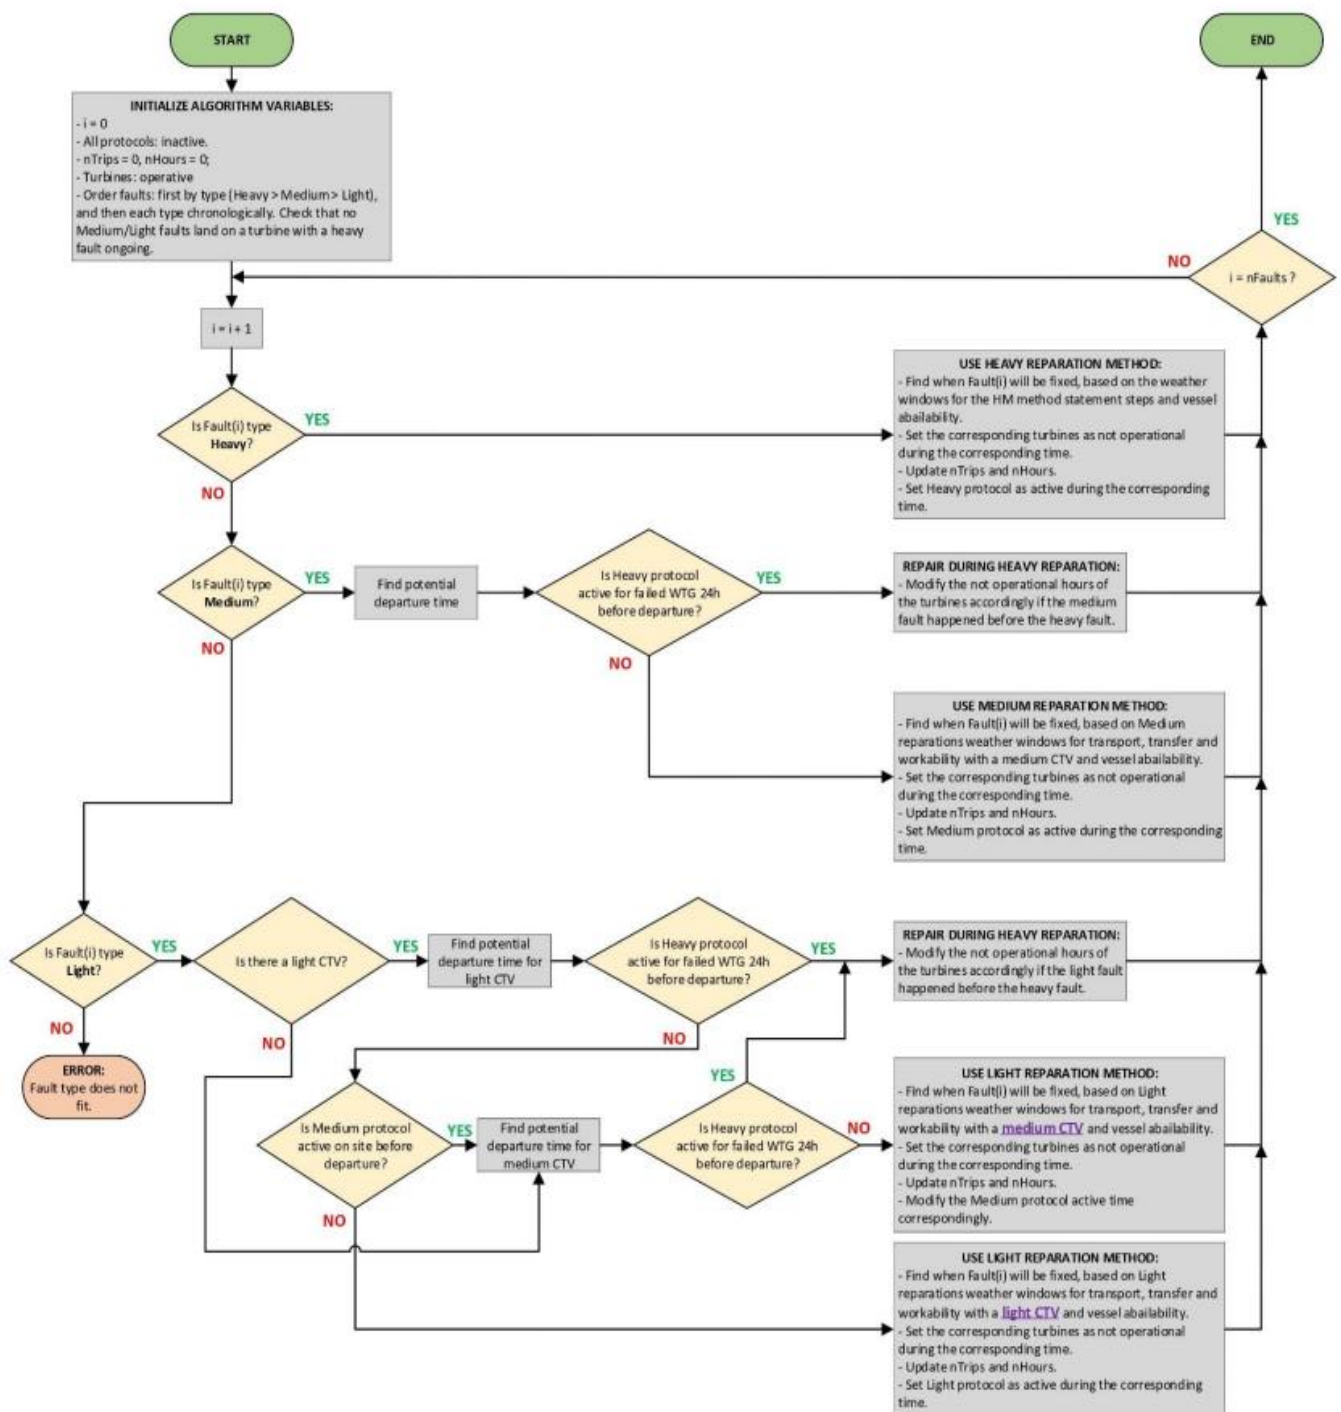 START
END
INITIALIZE ALGORITHM VARIABLES:
- i = 0
- All protocols: inactive.
- nTrips = 0, nHours = 0;
- Turbines: operative
- Order faults: first by type (Heavy > Medium > Light),
and then each type chronologically. Check that no
Medium/Light faults land on a turbine with a heavy
fault ongoing.
YES
NO
i = nFaults ?
i = i + 1
Is Fault(i) type
Heavy?
YES
NO
USE HEAVY REPARATION METHOD:
- Find when Fault(i) will be fixed, based on the weather
windows for the HM method statement steps and vessel
abailability.
- Set the corresponding turbines as not operational
during the corresponding time.
- Update nTrips and nHours.
- Set Heavy protocol as active during the corresponding
time.
Is Fault(i) type
Medium?
YES
NO
Find potential
departure time
Is Heavy protocol
active for failed WTG 24h
before departure?
YES
NO
REPAIR DURING HEAVY REPARATION:
- Modify the not operational hours of
the turbines accordingly if the medium
fault happened before the heavy fault.
USE MEDIUM REPARATION METHOD:
- Find when Fault(i) will be fixed, based on Medium
reparations weather windows for transport, transfer and
workability with a medium CTV and vessel abailability.
- Set the corresponding turbines as not operational
during the corresponding time.
- Update nTrips and nHours.
- Set Medium protocol as active during the corresponding
time.
Is Fault(i) type
Light?
YES
NO
ERROR:
Fault type does not
fit.
Is there a light CTV?
YES
NO
Find potential
departure time for
light CTV
Is Heavy protocol
active for failed WTG 24h
before departure?
YES
NO
REPAIR DURING HEAVY REPARATION:
- Modify the not operational hours of
the turbines accordingly if the light fault
happened before the heavy fault.
Is Medium protocol
active on site before
departure?
YES
NO
Find potential
departure time for
medium CTV
Is Heavy protocol
active for failed WTG 24h
before departure?
YES
NO
USE LIGHT REPARATION METHOD:
- Find when Fault(i) will be fixed, based on Light
reparations weather windows for transport, transfer and
workability with a medium CTV and vessel abailability.
- Set the corresponding turbines as not operational
during the corresponding time.
- Update nTrips and nHours.
- Modify the Medium protocol active time
correspondingly.
USE LIGHT REPARATION METHOD:
- Find when Fault(i) will be fixed, based on Light
reparations weather windows for transport, transfer and
workability with a light CTV and vessel abailability.
- Set the corresponding turbines as not operational
during the corresponding time.
- Update nTrips and nHours.
- Set Light protocol as active during the corresponding
time.